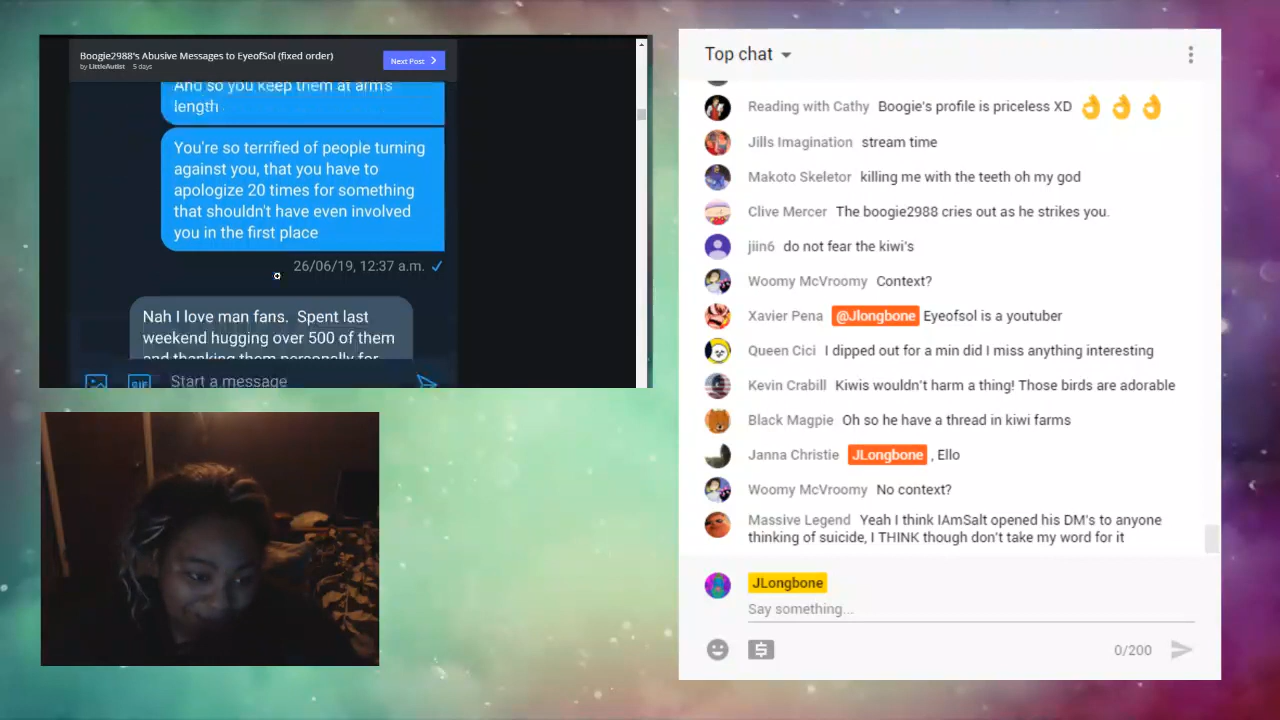 Boogie2988's Abusive Messages to EyeofSol (fixed order)
by LittleAutist 5 days
Next Post
And so you keep them at arm's
length
You're so terrified of people turning
against you, that you have to
apologize 20 times for something
that shouldn't have even involved
you in the first place
26/06/19, 12:37 a.m.
Nah I love man fans. Spent last
weekend hugging over 500 of them
and thanking them personally for
GIF
Start a message
Top chat
Reading with Cathy Boogie's profile is priceless XD 👌 👌 👌
Jills Imagination stream time
Makoto Skeletor killing me with the teeth oh my god
Clive Mercer The boogie2988 cries out as he strikes you.
jiin6 do not fear the kiwi's
Woomy McVroomy Context?
Xavier Pena @Jlongbone Eyeofsol is a youtuber
Queen Cici I dipped out for a min did I miss anything interesting
Kevin Crabill Kiwis wouldn't harm a thing! Those birds are adorable
Black Magpie Oh so he have a thread in kiwi farms
Janna Christie JLongbone , Ello
Woomy McVroomy No context?
Massive Legend Yeah I think IAmSalt opened his DM's to anyone
thinking of suicide, I THINK though don't take my word for it
JLongbone
Say something...
0/200